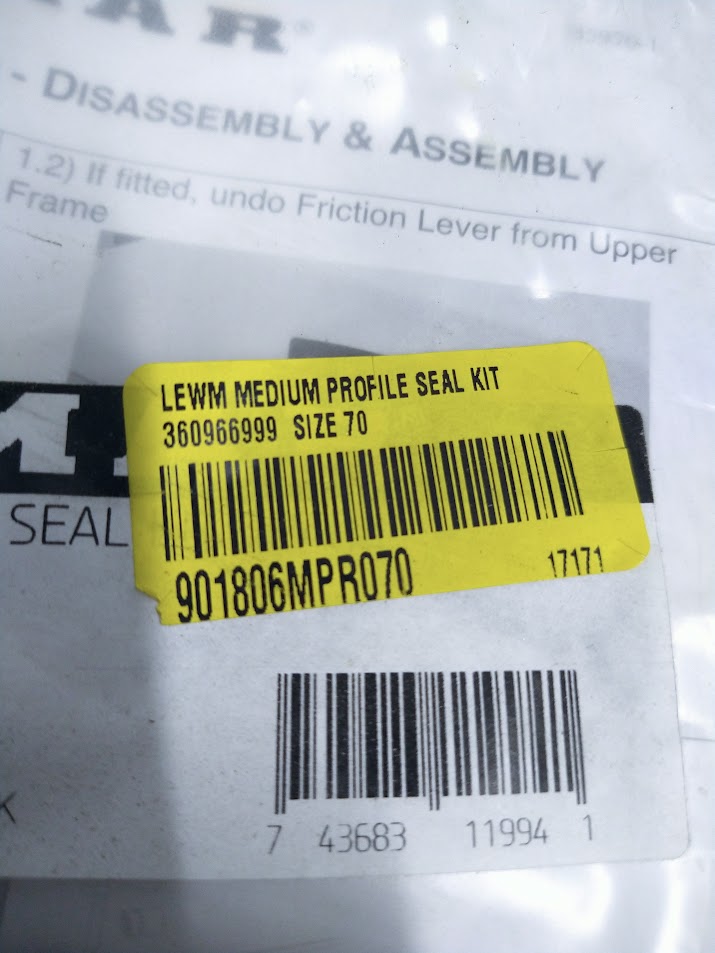 - DISASSEMBLY & ASSEMBLY
1.2) If fitted, undo Friction Lever from Upper
Frame
LEWM MEDIUM PROFILE SEAL KIT
360966999 SIZE 70
SEAL
901806MPR070
17171
7 43683 11994 1